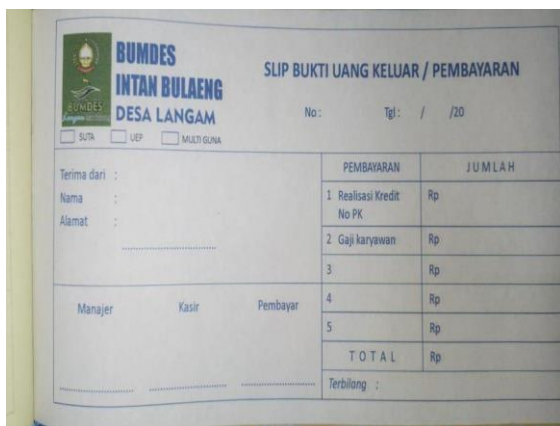 BUMDES
INTAN BULAENG
DESA LANGAM
BUMDES
SUTA UEP MULTI GUNA
SLIP BUKTI UANG KELUAR / PEMBAYARAN
No : Tgl : / /20
Terima dari :
Nama :
Alamat :
Manajer Kasir Pembayar
PEMBAYARAN JUMLAH
1 Realisasi Kredit Rp
No PK
2 Gaji karyawan Rp
3 Rp
4 Rp
5 Rp
TOTAL Rp
Terbilang :